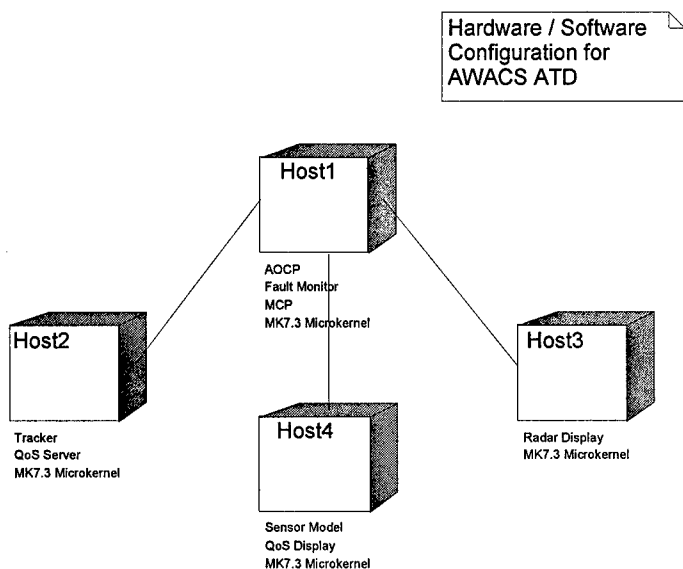 Hardware / Software
Configuration for
AWACS ATD
Host1
AOCP
Fault Monitor
MCP
MK7.3 Microkernel
Host2
Tracker
QoS Server
MK7.3 Microkernel
Host3
Radar Display
MK7.3 Microkernel
Host4
Sensor Model
QoS Display
MK7.3 Microkernel